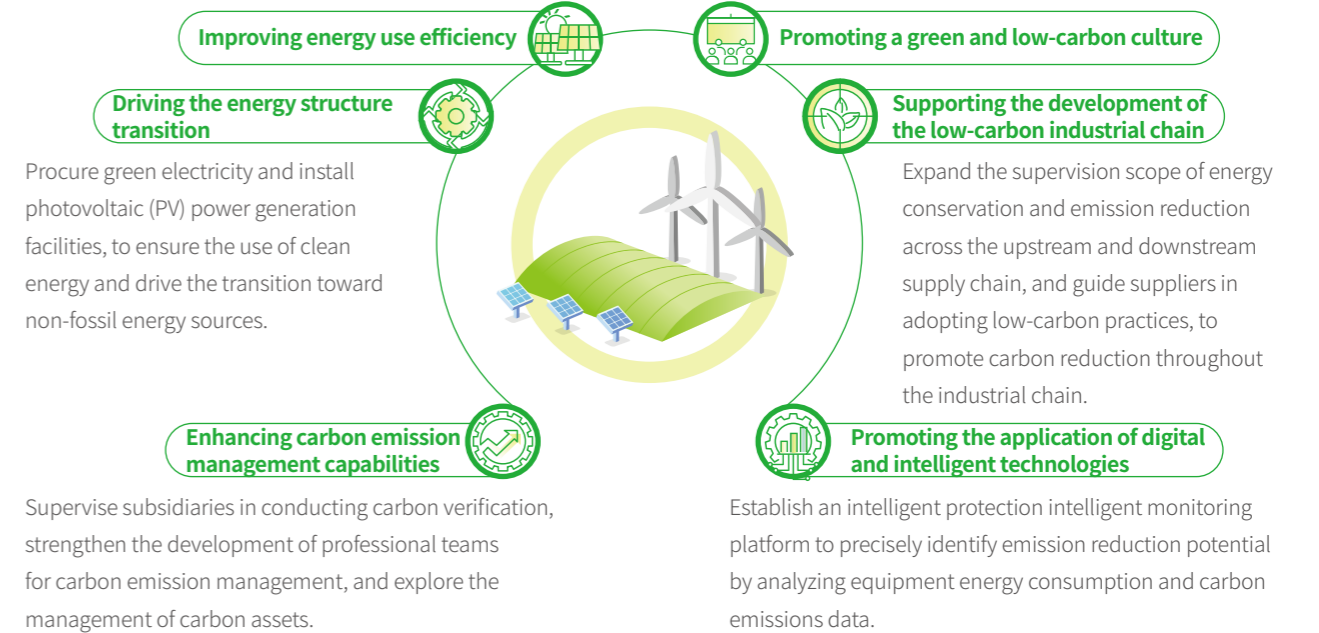 Improving energy use efficiency
Driving the energy structure
transition
Procure green electricity and install
photovoltaic (PV) power generation
facilities, to ensure the use of clean
energy and drive the transition toward
non-fossil energy sources.
Enhancing carbon emission
management capabilities
Supervise subsidiaries in conducting carbon verification,
strengthen the development of professional teams
for carbon emission management, and explore the
management of carbon assets.
Promoting a green and low-carbon culture
Supporting the development of
the low-carbon industrial chain
Expand the supervision scope of energy
conservation and emission reduction
across the upstream and downstream
supply chain, and guide suppliers in
adopting low-carbon practices, to
promote carbon reduction throughout
the industrial chain.
Promoting the application of digital
and intelligent technologies
Establish an intelligent protection intelligent monitoring
platform to precisely identify emission reduction potential
by analyzing equipment energy consumption and carbon
emissions data.